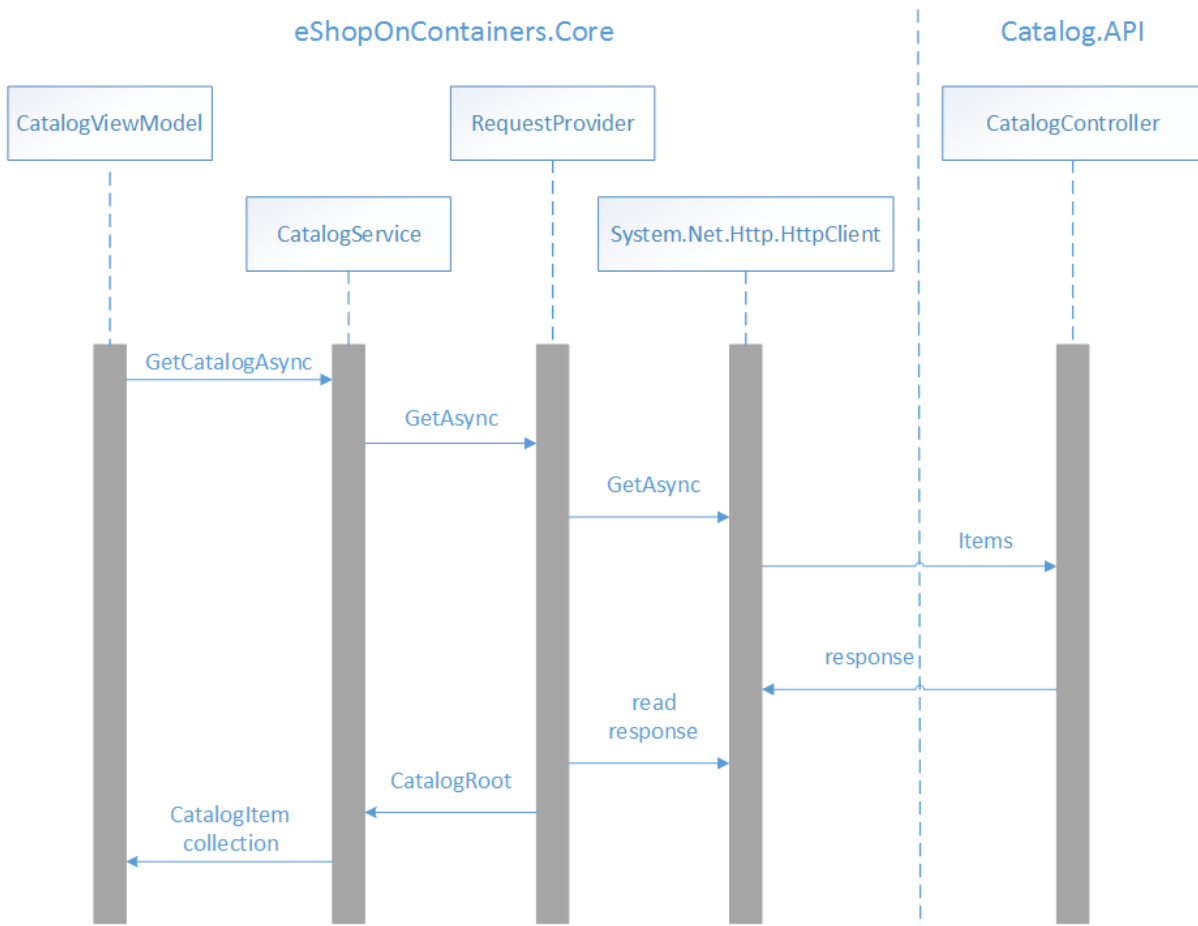 eShopOnContainers.Core
Catalog.API
CatalogViewModel
RequestProvider
CatalogController
CatalogService
System.Net.Http.HttpClient
GetCatalogAsync
GetAsync
GetAsync
Items
response
read
response
CatalogRoot
CatalogItem
collection